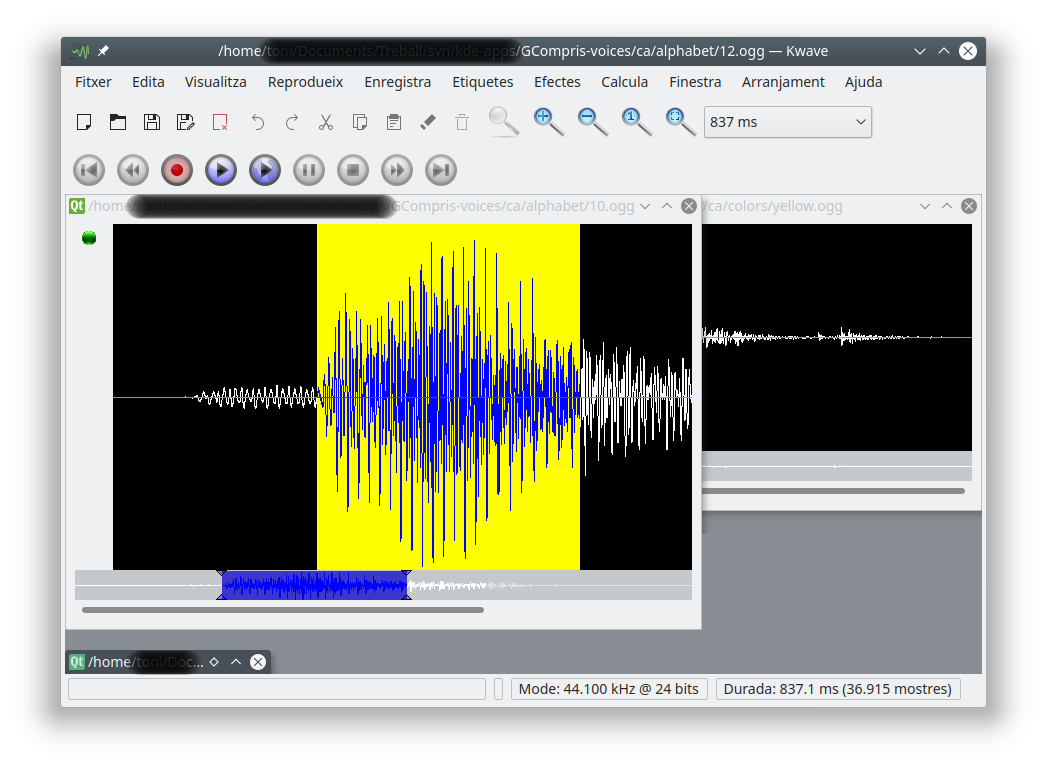 /home/toni/Documents/Treball/svn/kde-apps/GCompris-voices/ca/alphabet/12.ogg — Kwave
Fitxer Edita Visualitza Reprodueix Enregistra Etiquetes Efectes Calcula Finestra Arranjament Ajuda
1
837 ms
Qt /home/ GCompris-voices/ca/alphabet/10.ogg
/ca/colors/yellow.ogg
Qt /home/toni/Doc...
Mode: 44.100 kHz @ 24 bits
Durada: 837.1 ms (36.915 mostres)